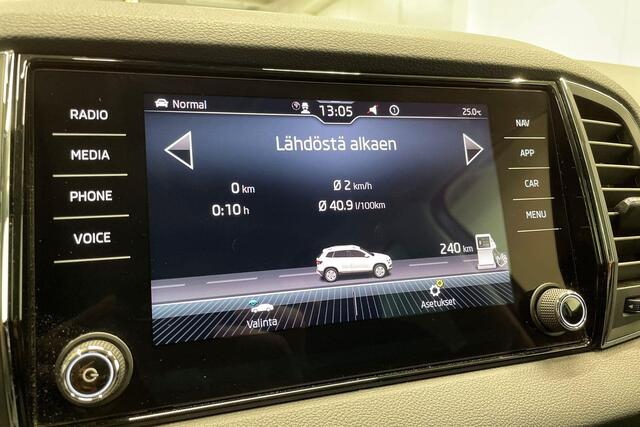 RADIO
MEDIA
PHONE
VOICE
Normal 13:05 25.0°C
Lähdöstä alkaen
0 km Ø 2 km/h
0:10 h Ø 40.9 l/100km
240 km
Valinta Asetukset
NAV
APP
CAR
MENU